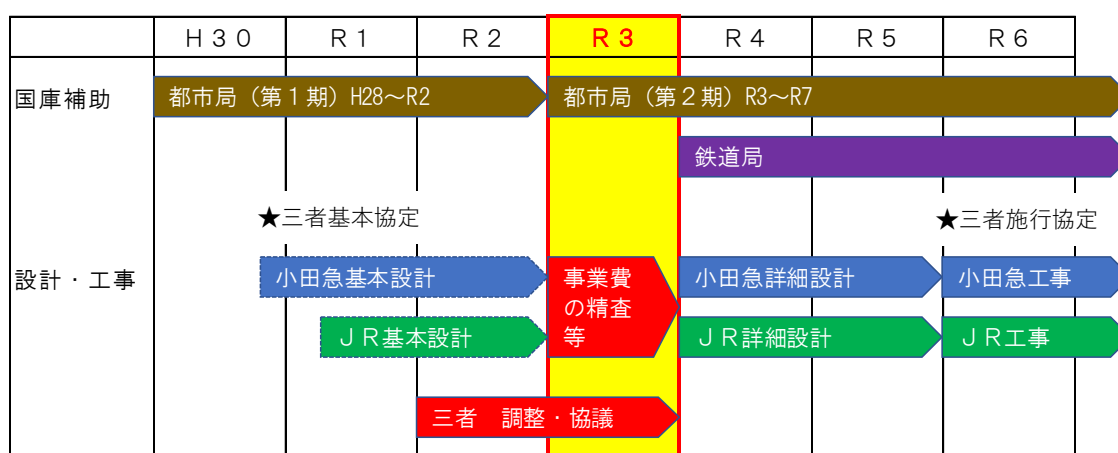 Ｈ３０ Ｒ１ Ｒ２ Ｒ３ Ｒ４ Ｒ５ Ｒ６
国庫補助 都市局（第１期）H28～R2 都市局（第２期）R3～R7
鉄道局
★三者基本協定 ★三者施行協定
設計・工事 小田急基本設計 事業費 小田急詳細設計 小田急工事
の精査
ＪＲ基本設計 等 ＪＲ詳細設計 ＪＲ工事
三者　調整・協議